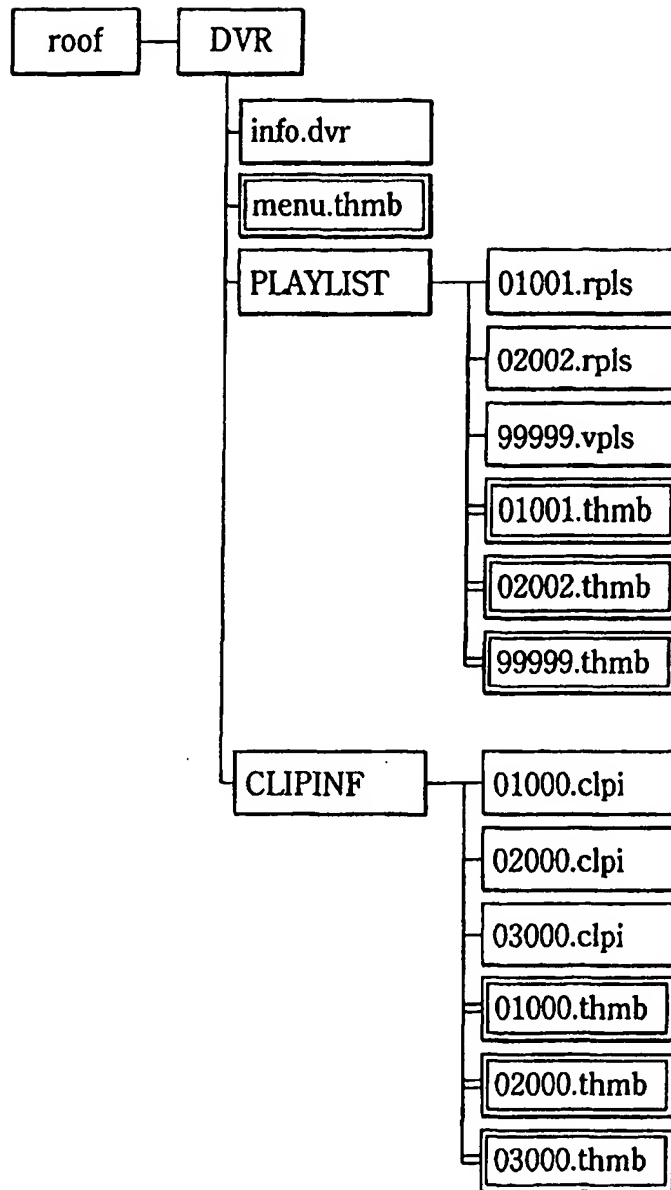 roof DVR
info.dvr
menu.thmb
PLAYLIST 01001.rpls
02002.rpls
99999.vpls
01001.thmb
02002.thmb
99999.thmb
CLIPINF 01000.clpi
02000.clpi
03000.clpi
01000.thmb
02000.thmb
03000.thmb